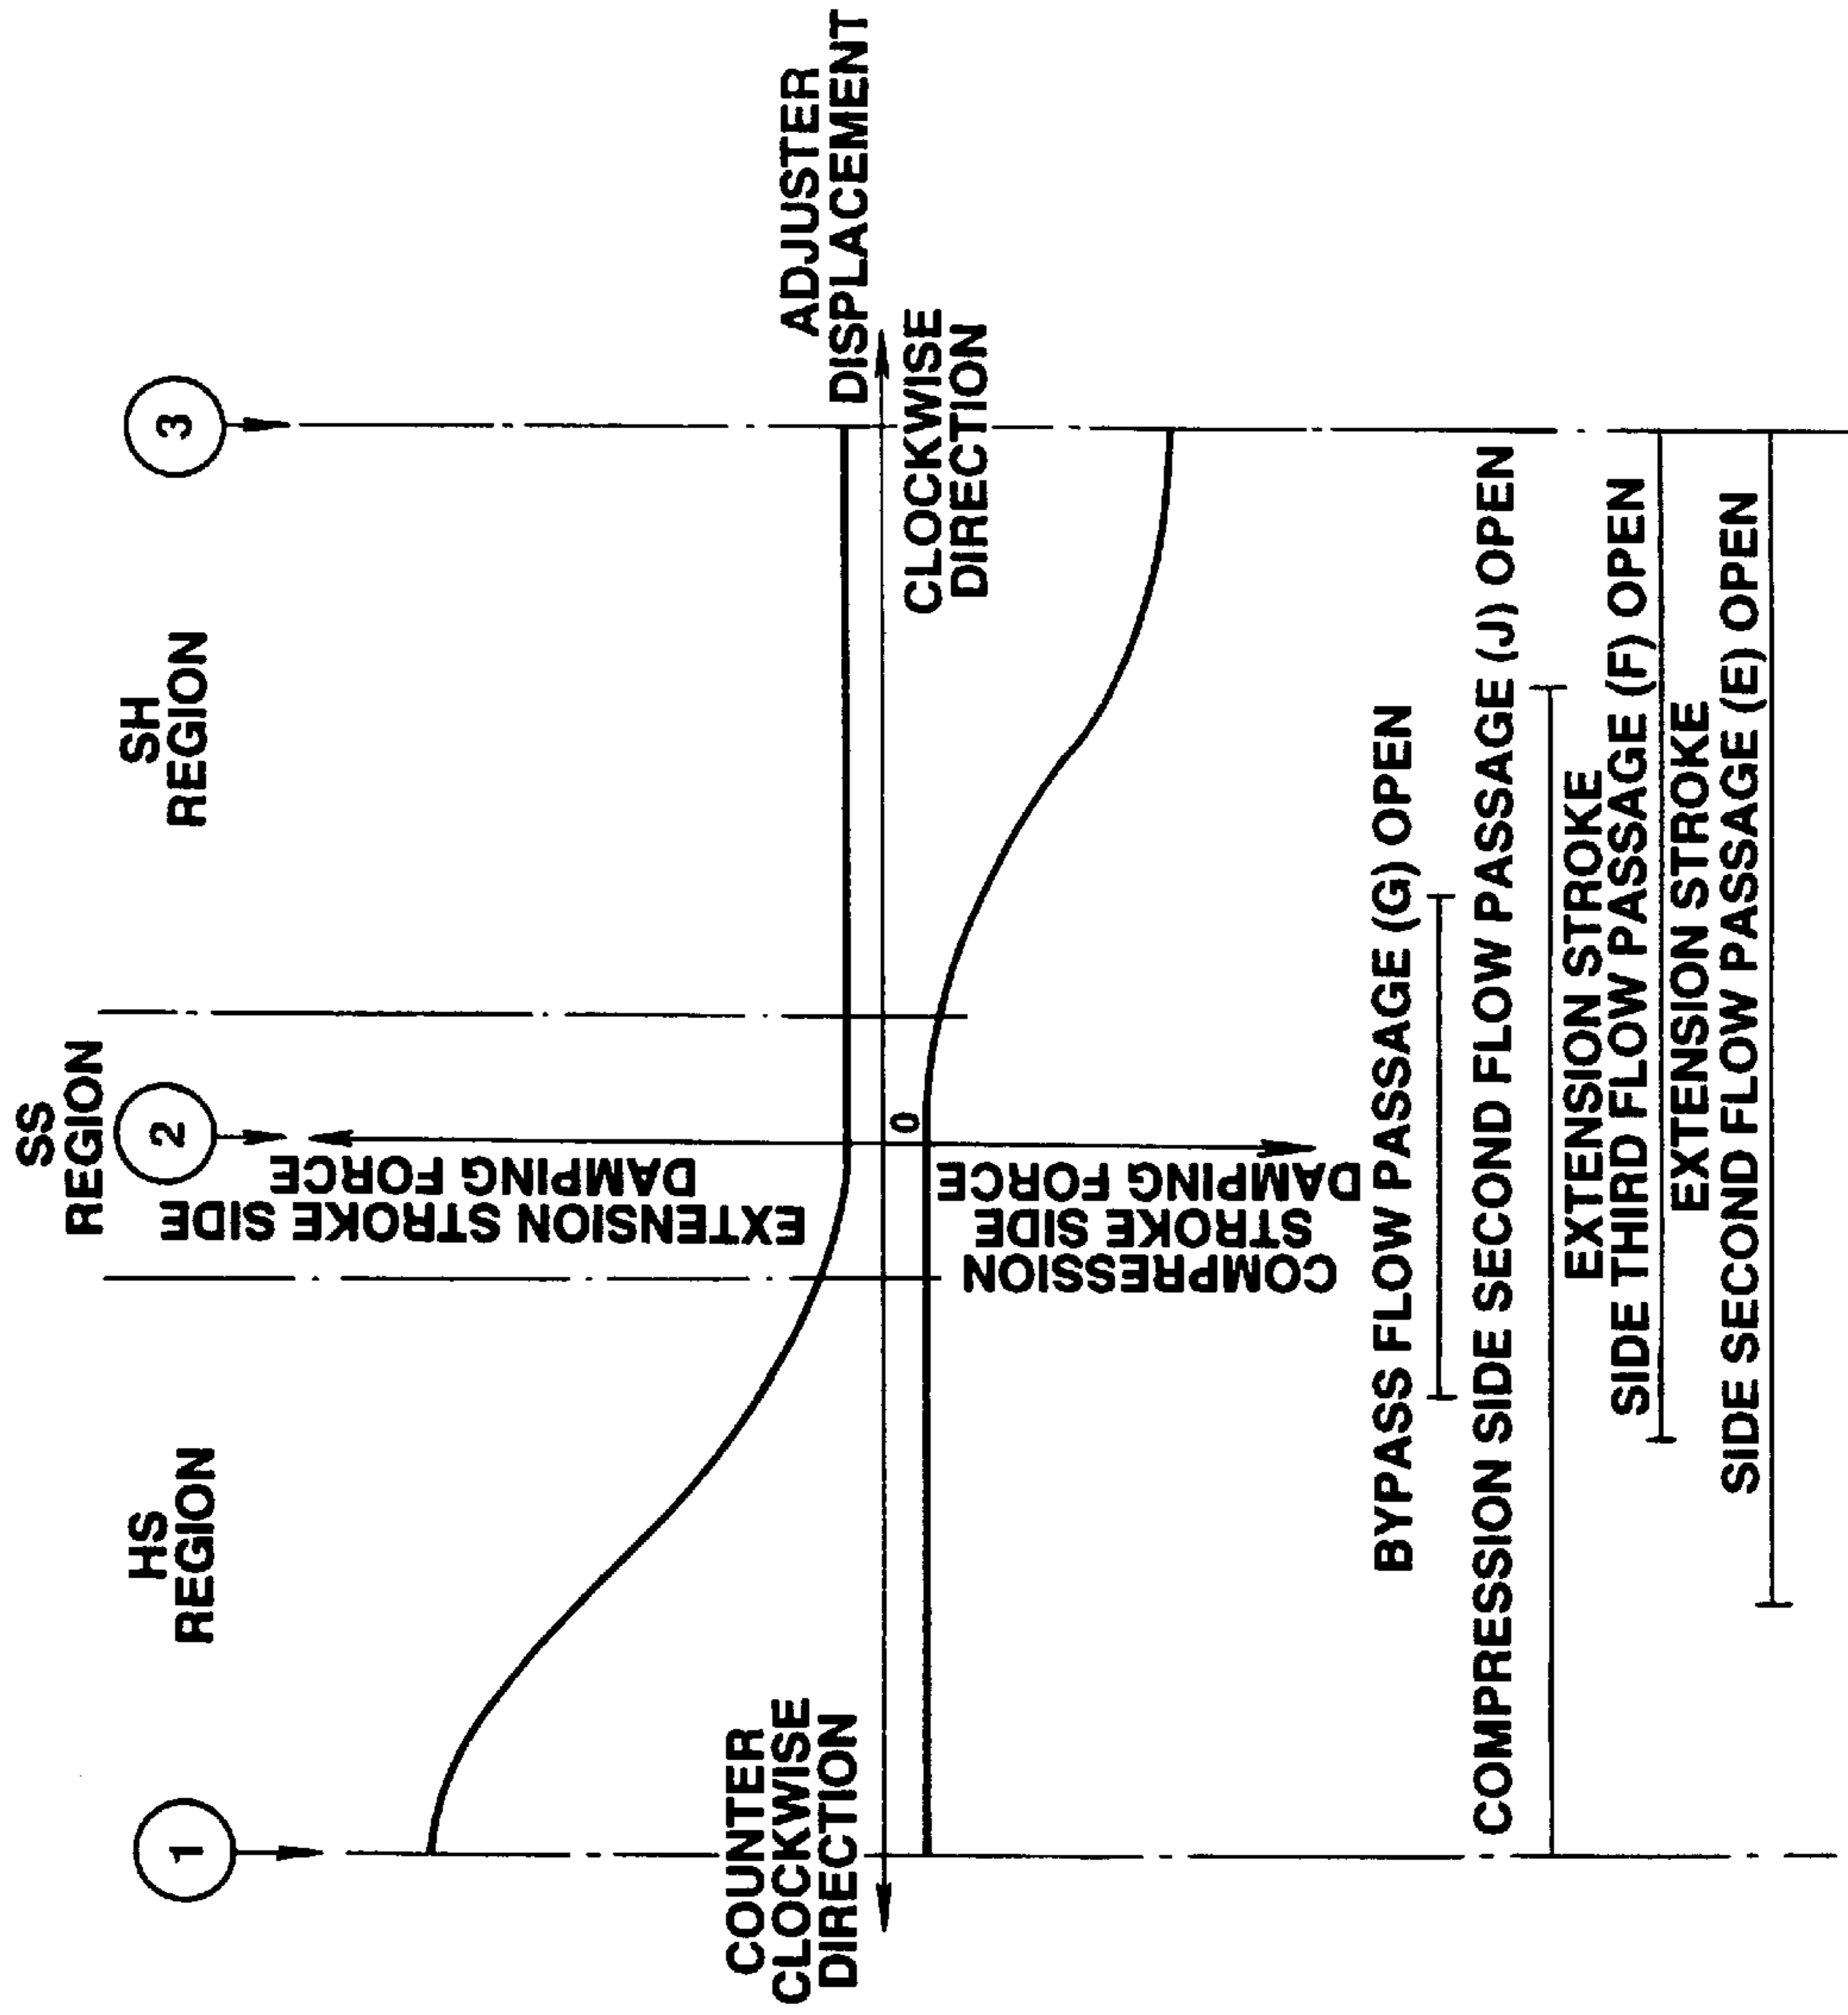 SS
REGION
HS
REGION
SH
REGION
1
2
3
EXTENSION STROKE SIDE
DAMPING FORCE
COUNTER
CLOCKWISE
DIRECTION
ADJUSTER
DISPLACEMENT
0
CLOCKWISE
DIRECTION
COMPRESSION
STROKE SIDE
DAMPING FORCE
BYPASS FLOW PASSAGE (G) OPEN
COMPRESSION SIDE SECOND FLOW PASSAGE (J) OPEN
EXTENSION STROKE
SIDE THIRD FLOW PASSAGE (F) OPEN
EXTENSION STROKE
SIDE SECOND FLOW PASSAGE (E) OPEN